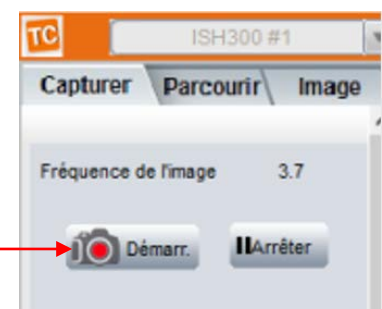 TC ISH300 #1
Capturer Parcourir Image
Fréquence de l'image 3.7
Démarr. Arrêter